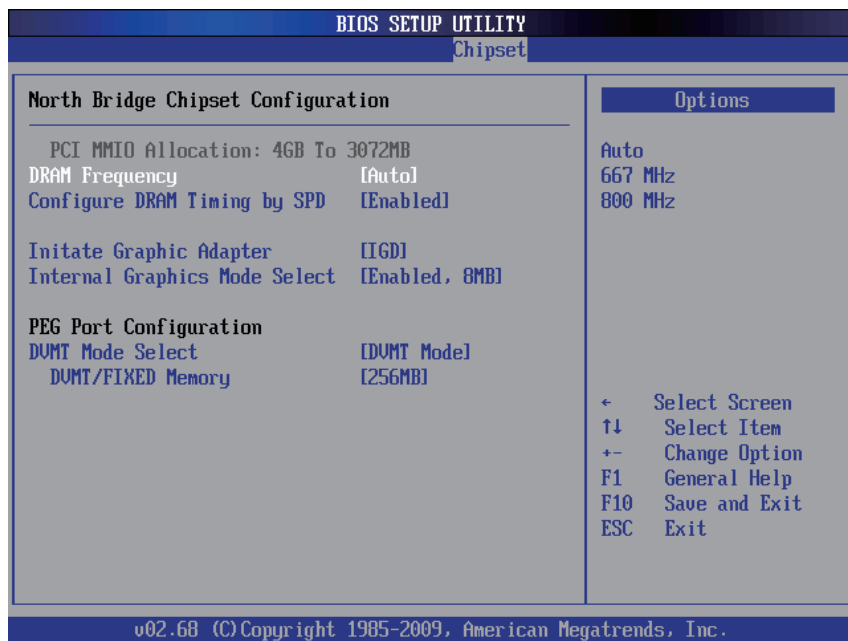 BIOS SETUP UTILITY
Chipset
North Bridge Chipset Configuration
PCI MMIO Allocation: 4GB To 3072MB
DRAM Frequency [Auto]
Configure DRAM Timing by SPD [Enabled]
Initate Graphic Adapter [IGD]
Internal Graphics Mode Select [Enabled, 8MB]
PEG Port Configuration
DVMT Mode Select [DVMT Mode]
DVMT/FIXED Memory [256MB]
Options
Auto
667 MHz
800 MHz
← Select Screen
↑↓ Select Item
+- Change Option
F1 General Help
F10 Save and Exit
ESC Exit
v02.68 (C)Copyright 1985-2009, American Megatrends, Inc.